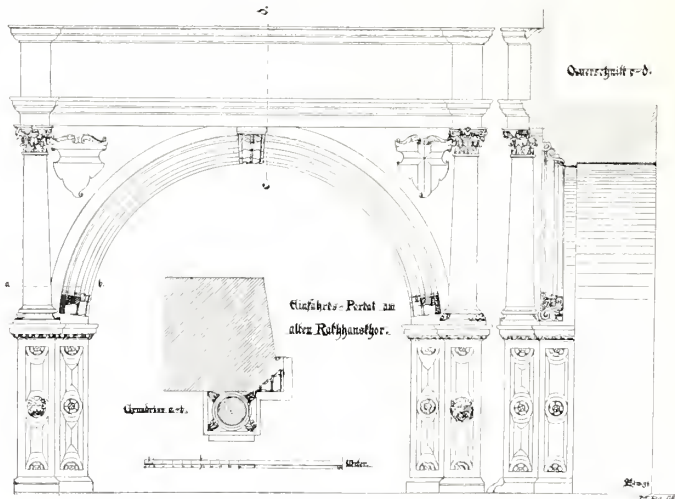 d.
Querschnitt c-d.
c
a.
b.
Einfahrts-Portal am
alten Rathhausthor.
Grundriss a-b.
Meter.